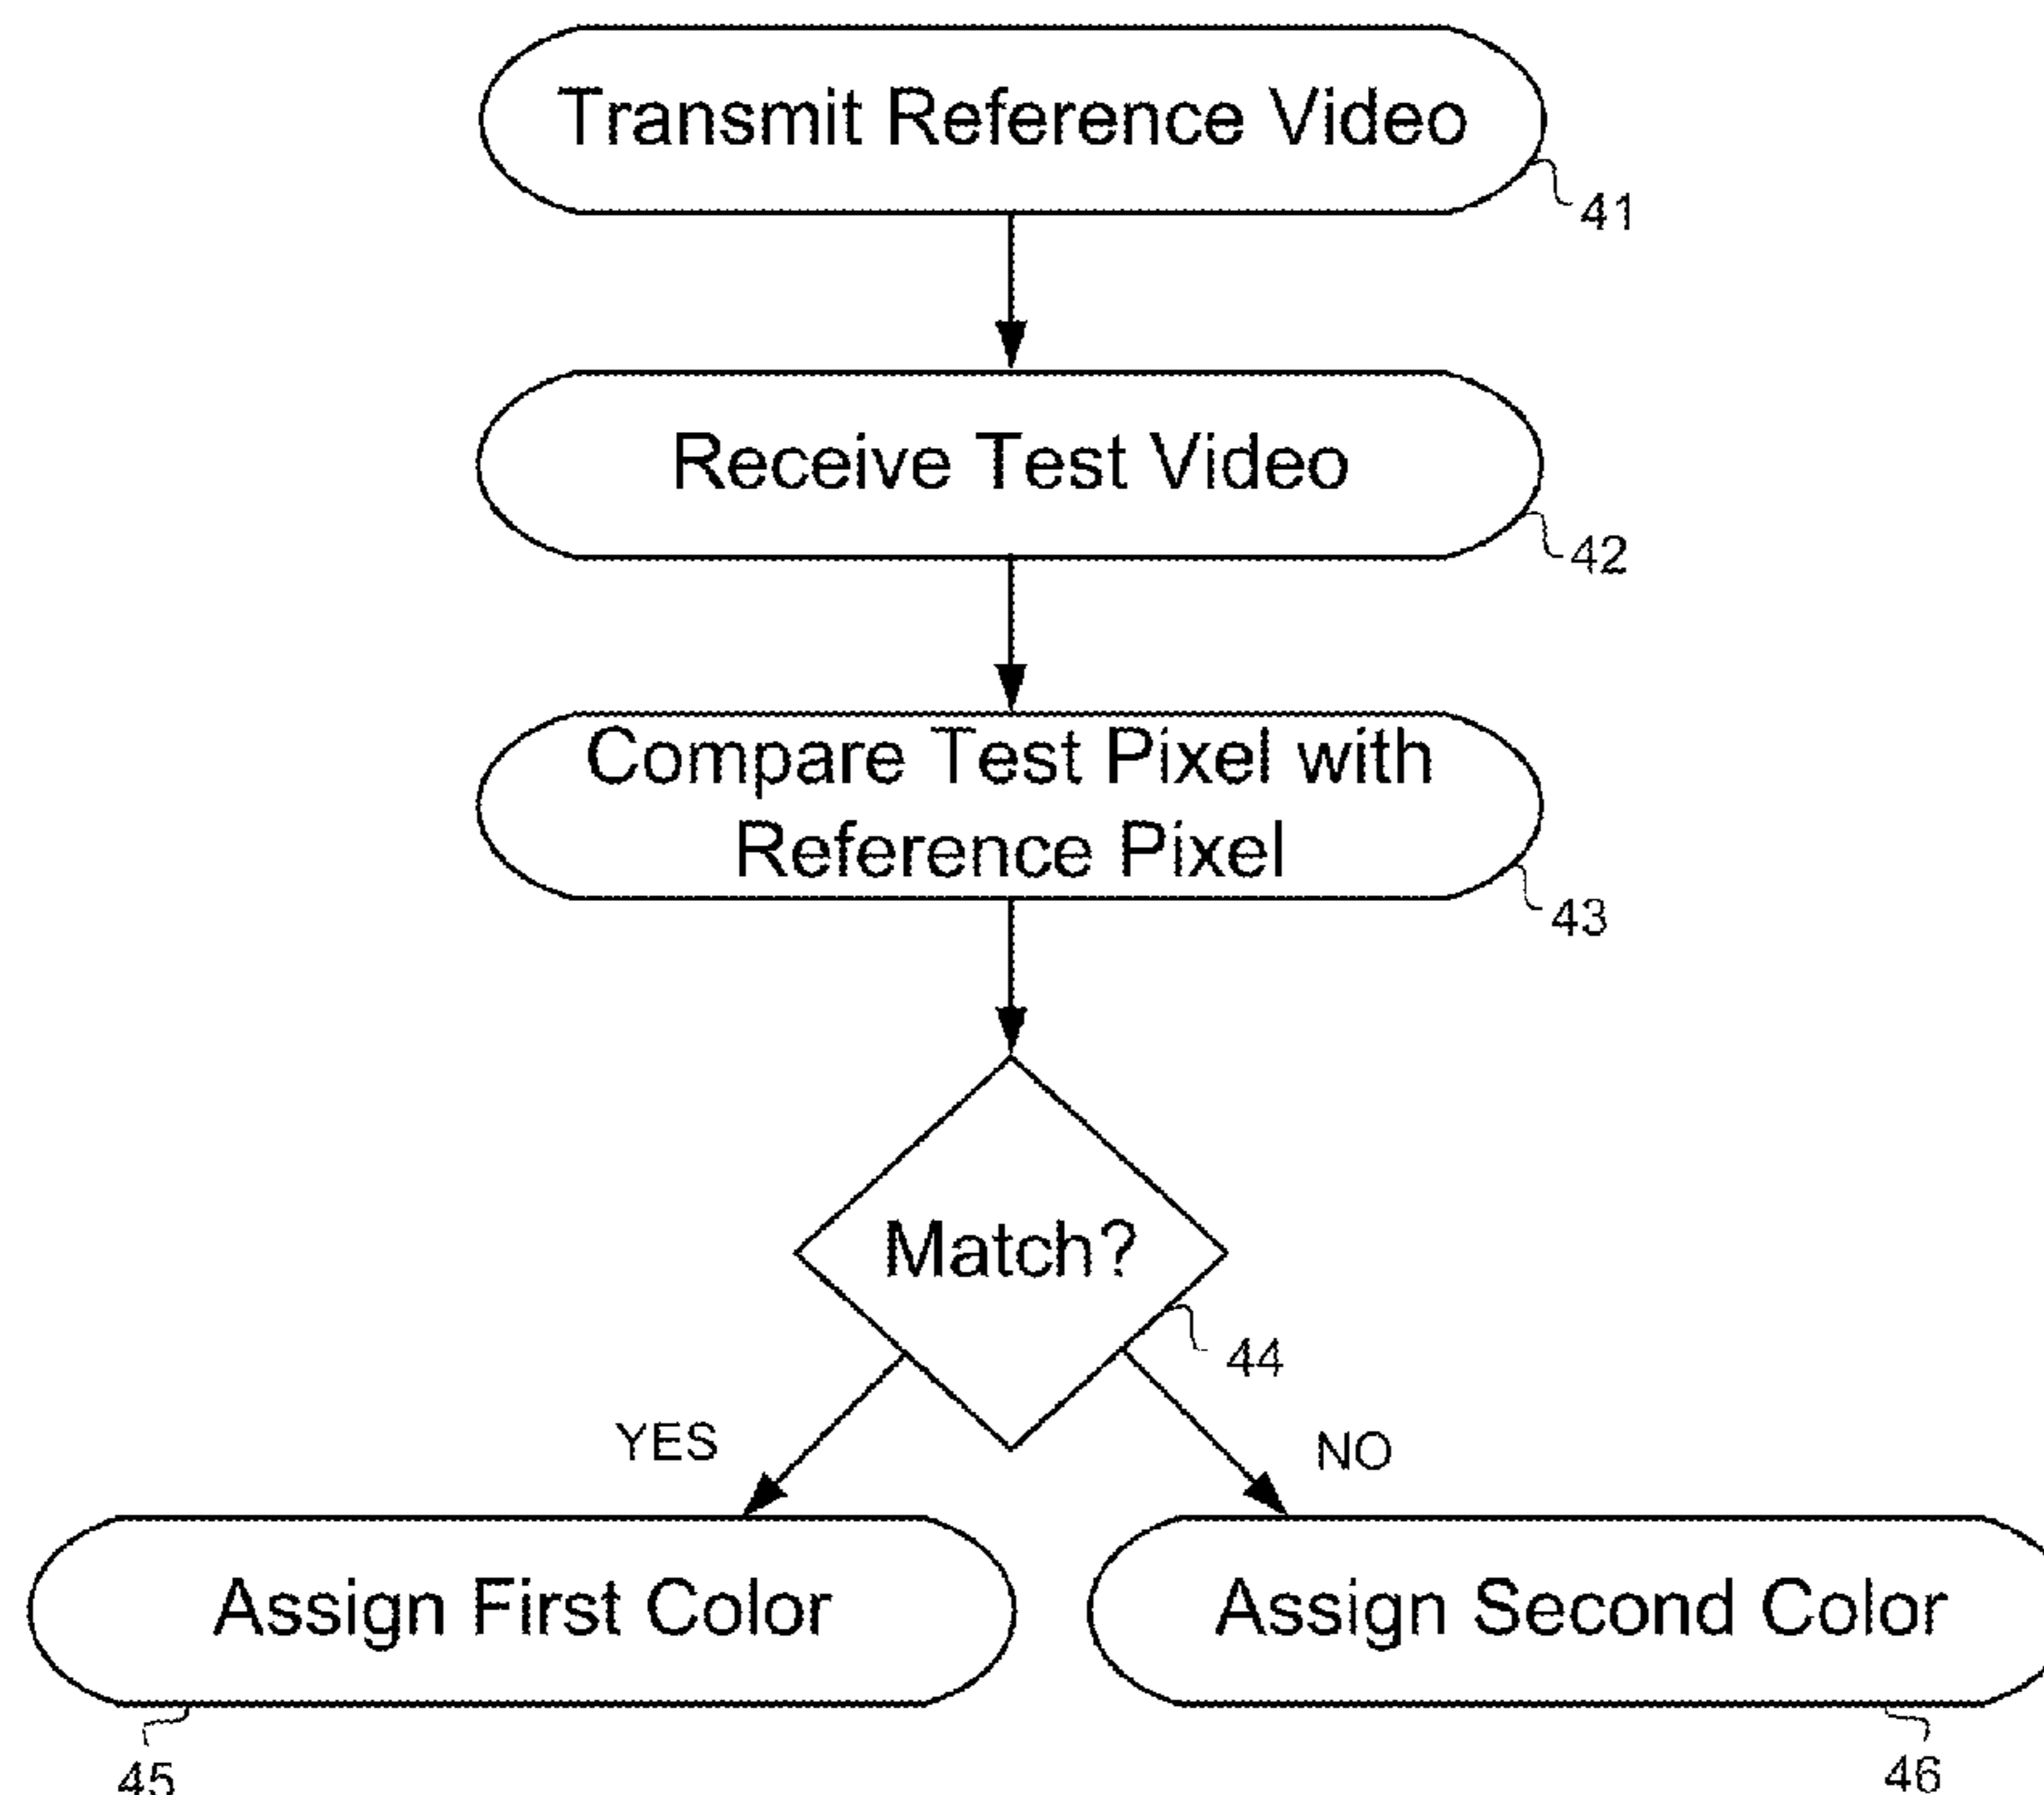 Transmit Reference Video
41
Receive Test Video
42
Compare Test Pixel with
Reference Pixel
43
Match?
44
YES
NO
Assign First Color
Assign Second Color
45
46